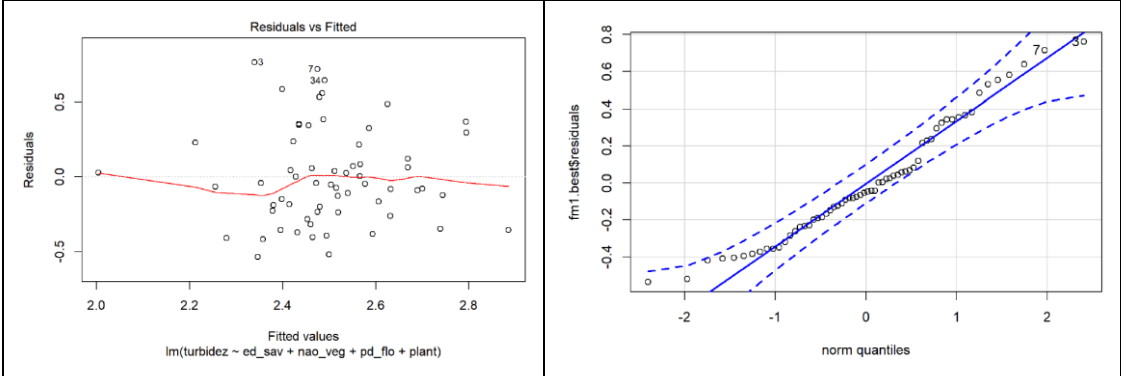 Residuals vs Fitted
Residuals
0.5
0.0
-0.5
3
7
34
2.0 2.2 2.4 2.6 2.8
Fitted values
lm(turbidez ~ ed_sav + nao_veg + pd_flo + plant)
fm1.best$residuals
0.8
0.6
0.4
0.2
0.0
-0.2
-0.4
7
3
-2 -1 0 1 2
norm quantiles